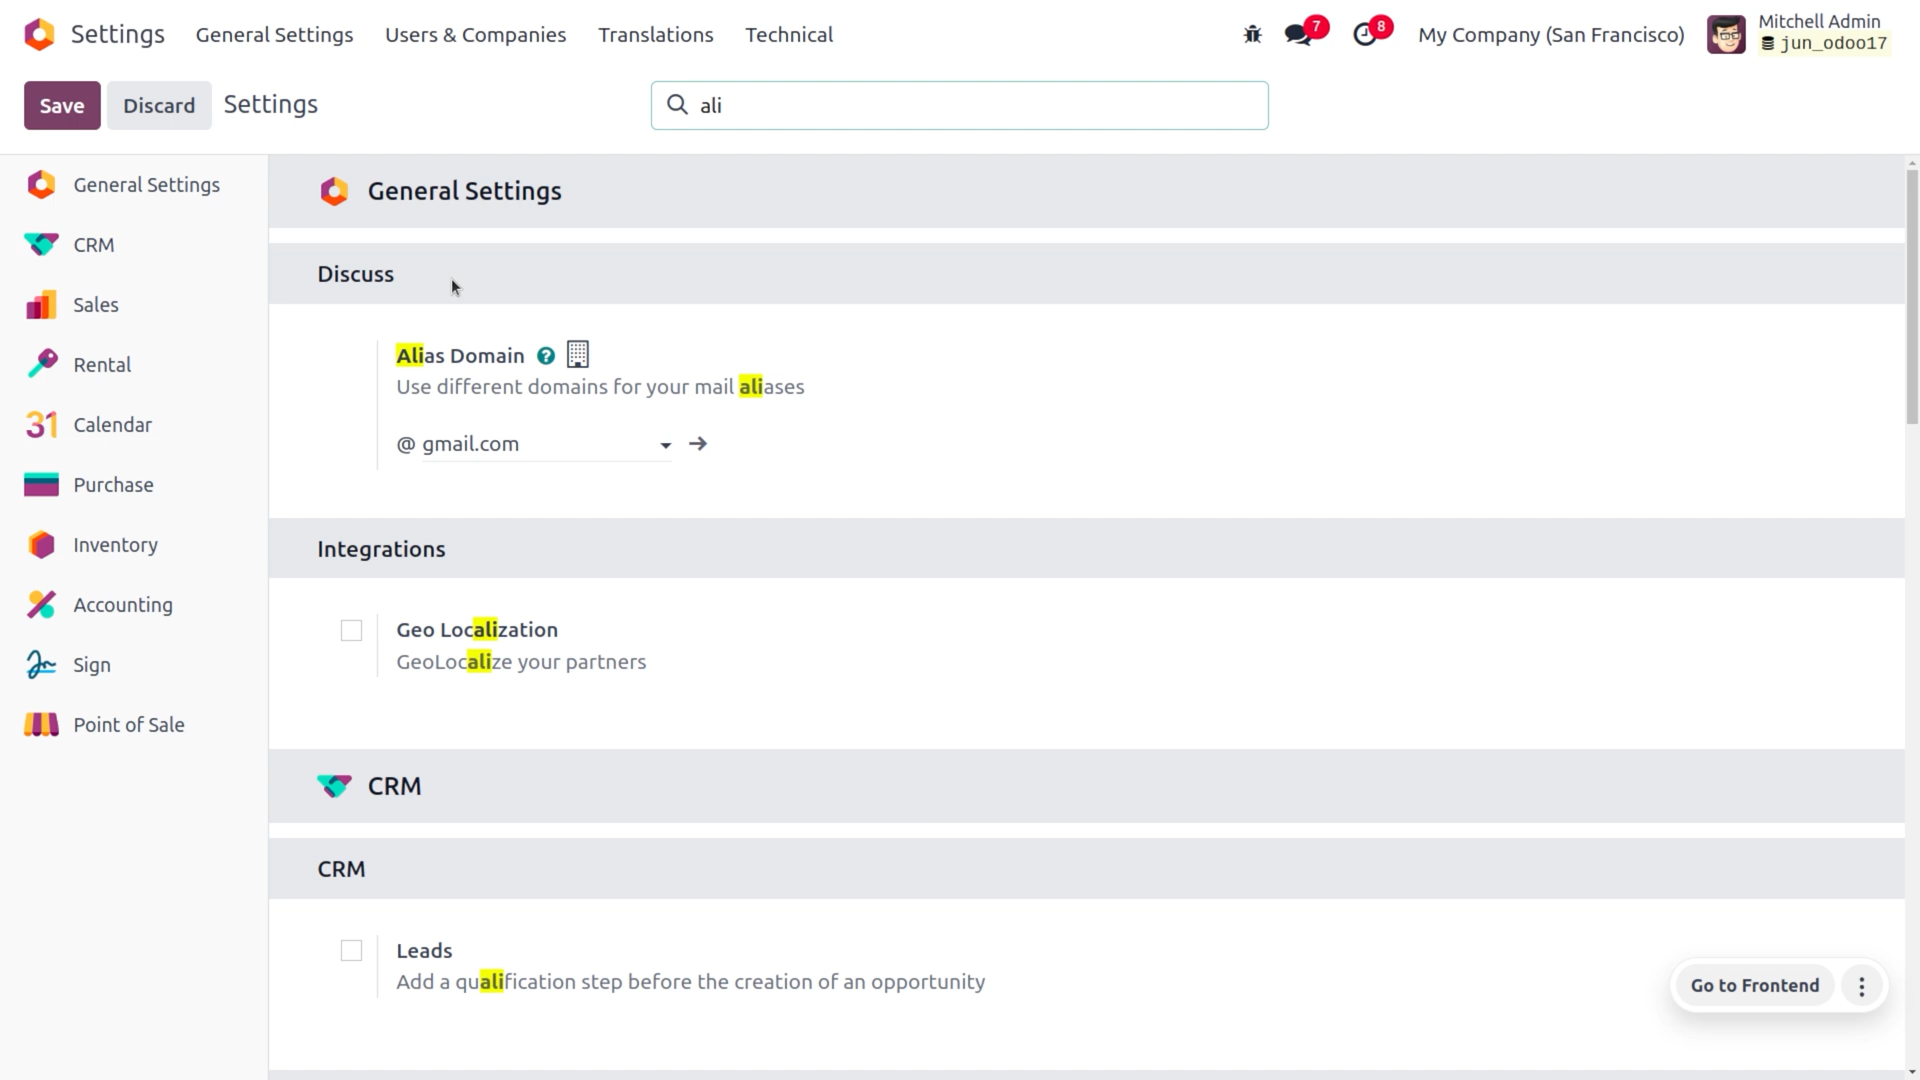 Settings General Settings Users & Companies Translations Technical 7 8 My Company (San Francisco) Mitchell Admin
jun_odoo17
Save Discard Settings ali
General Settings
CRM
Sales
Rental
31 Calendar
Purchase
Inventory
Accounting
Sign
Point of Sale
General Settings
Discuss
Alias Domain ?
Use different domains for your mail aliases
@ gmail.com
Integrations
Geo Localization
GeoLocalize your partners
CRM
CRM
Leads
Add a qualification step before the creation of an opportunity
Go to Frontend